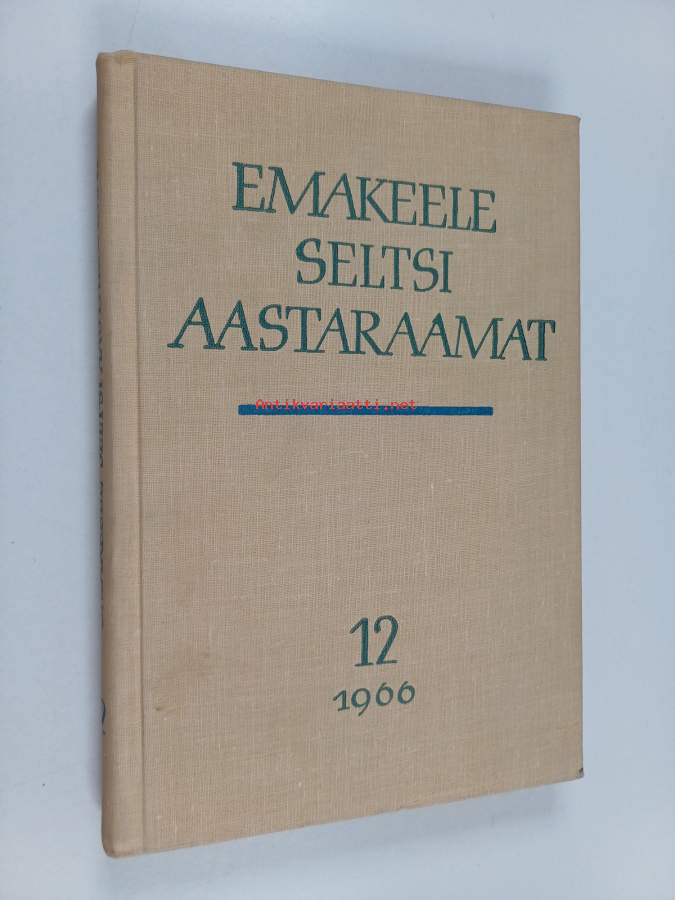 EMAKEELE
SELTSI
AASTARAAMAT
Antikvariaatti.net
12
1966